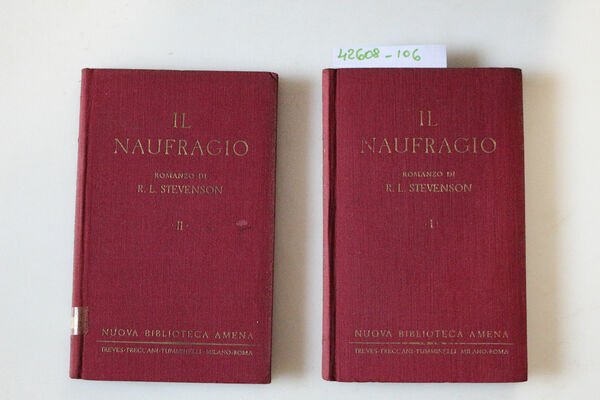 42608-106
IL
NAUFRAGIO
ROMANZO DI
R. L. STEVENSON
· II ·
NUOVA BIBLIOTECA AMENA
TREVES-TRECCANI-TUMMINELLI-MILANO-ROMA
IL
NAUFRAGIO
ROMANZO DI
R. L. STEVENSON
· I ·
NUOVA BIBLIOTECA AMENA
TREVES-TRECCANI-TUMMINELLI-MILANO-ROMA